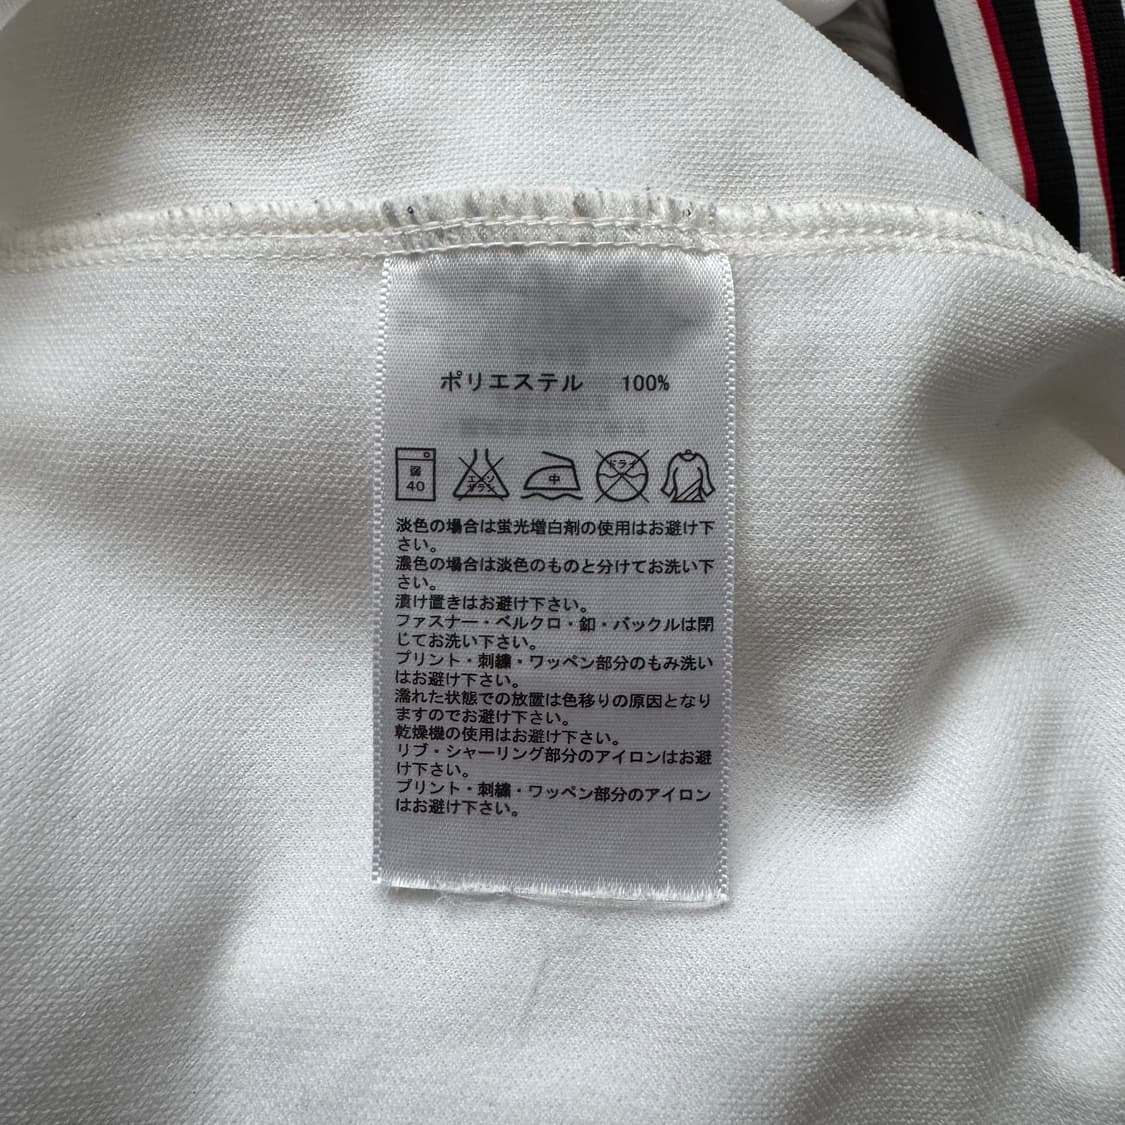 ポリエステル 100%
弱
40
エンソ
サラシ
中
ドライ
淡色の場合は蛍光増白剤の使用はお避け下
さい。
濃色の場合は淡色のものと分けてお洗い下
さい。
漬け置きはお避け下さい。
ファスナー・ベルクロ・釦・バックルは閉
じてお洗い下さい。
プリント・刺繍・ワッペン部分のもみ洗い
はお避け下さい。
濡れた状態での放置は色移りの原因となり
ますのでお避け下さい。
乾燥機の使用はお避け下さい。
リブ・シャーリング部分のアイロンはお避
け下さい。
プリント・刺繍・ワッペン部分のアイロン
はお避け下さい。